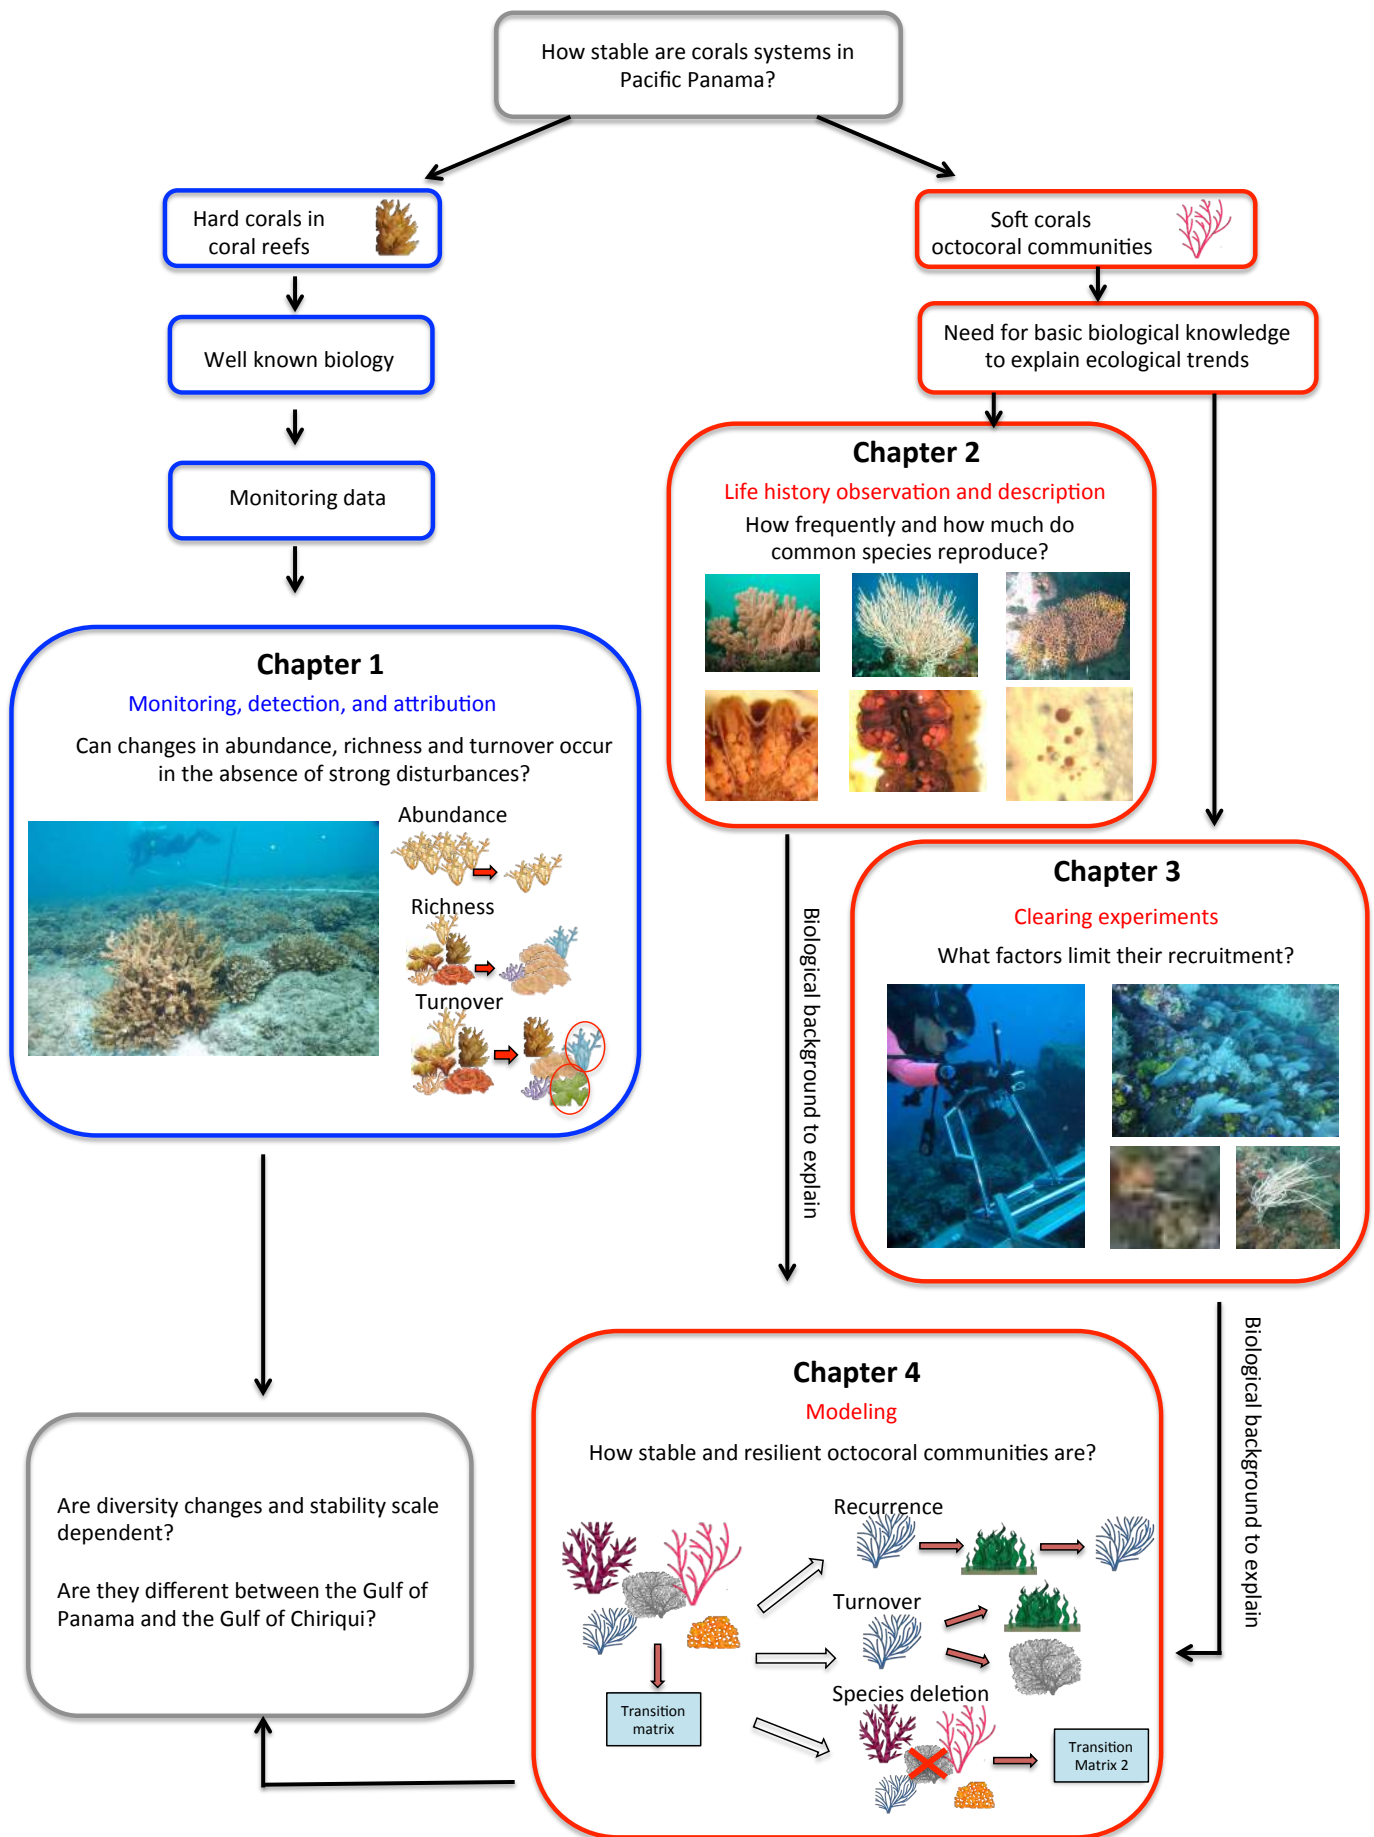 How stable are corals systems in
Pacific Panama?
Hard corals in
coral reefs
Soft corals
octocoral communities
Well known biology
Need for basic biological knowledge
to explain ecological trends
Monitoring data
Chapter 2
Life history observation and description
How frequently and how much do
common species reproduce?
Chapter 1
Monitoring, detection, and attribution
Can changes in abundance, richness and turnover occur
in the absence of strong disturbances?
Abundance
Richness
Turnover
Biological background to explain
Chapter 3
Clearing experiments
What factors limit their recruitment?
Biological background to explain
Chapter 4
Modeling
How stable and resilient octocoral communities are?
Recurrence
Turnover
Species deletion
Transition
matrix
Transition
Matrix 2
Are diversity changes and stability scale
dependent?
Are they different between the Gulf of
Panama and the Gulf of Chiriqui?